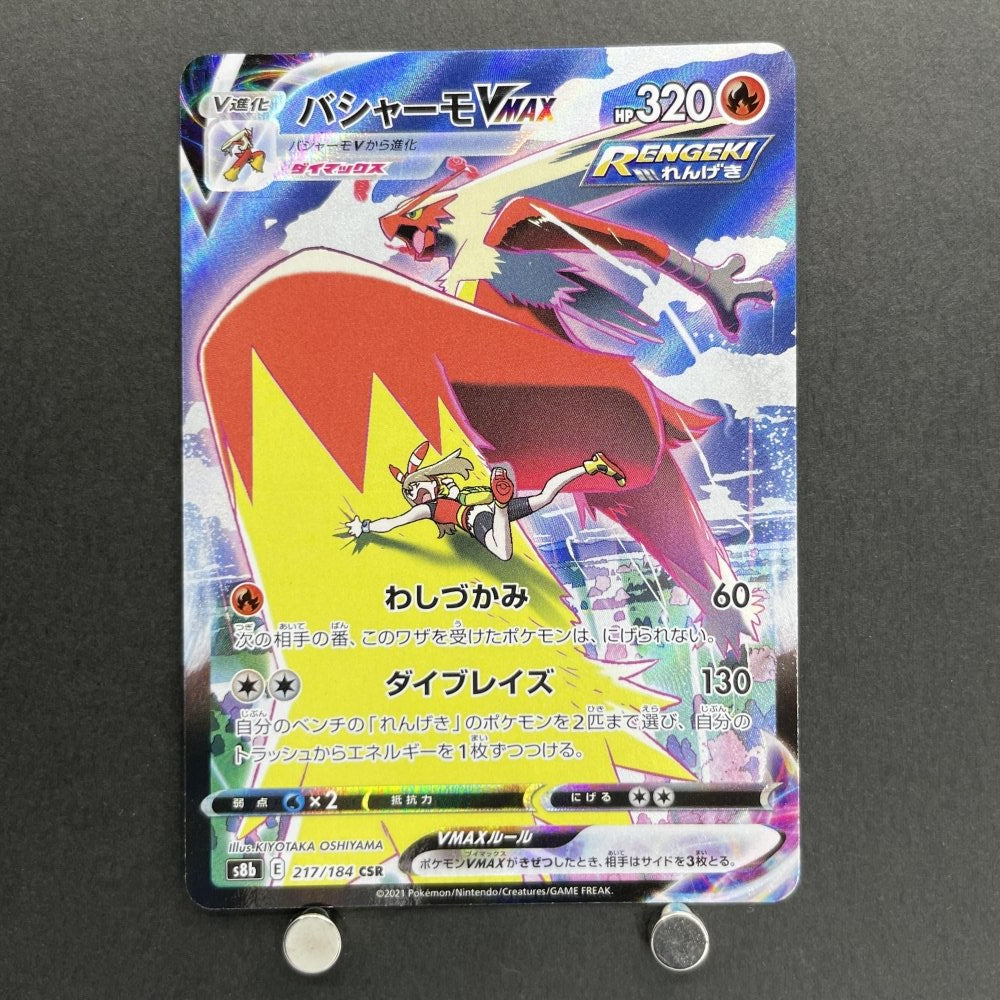 V進化
バシャーモVMAX
HP320
バシャーモVから進化
ダイマックス
RENGEKI
れんげき
わしづかみ 60
次の相手の番、このワザを受けたポケモンは、にげられない。
ダイブレイズ 130
自分のベンチの「れんげき」のポケモンを2匹まで選び、自分の
トラッシュからエネルギーを1枚ずつつける。
弱点 ×2 抵抗力 にげる
illus.KIYOTAKA OSHIYAMA
VMAXルール
ポケモンVMAXがきぜつしたとき、相手はサイドを3枚とる。
s8b E 217/184 CSR
©2021 Pokémon/Nintendo/Creatures/GAME FREAK.